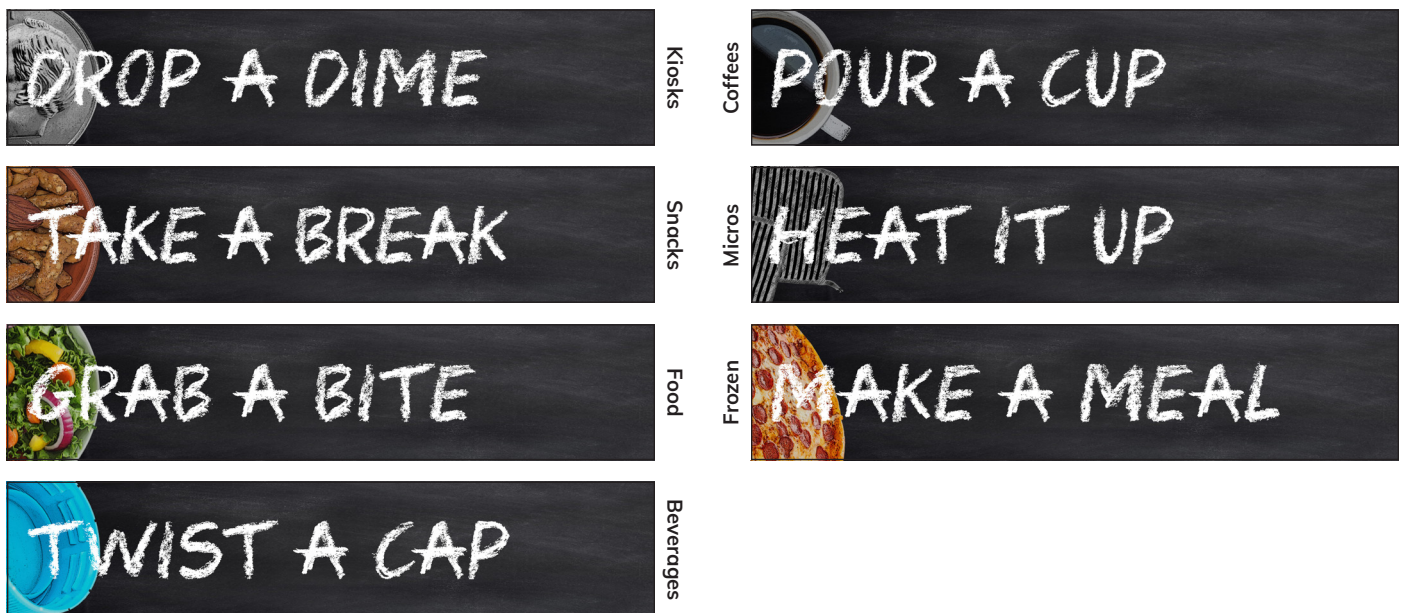 DROP A DIME
Kiosks
TAKE A BREAK
Snacks
GRAB A BITE
Food
TWIST A CAP
Beverages
Coffees
POUR A CUP
Micros
HEAT IT UP
Frozen
MAKE A MEAL